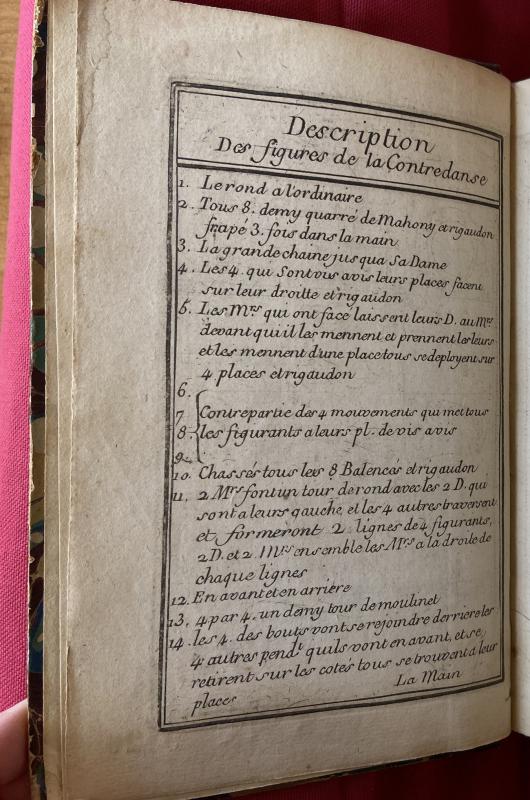 Description
Des figures de la Contredanse
1. Le rond a l'ordinaire
2. Tous 8. demy quarré de Mahony et rigaudon
frapé 3. fois dans la main
3. La grande chaine jusqua Sa Dame
4. Les 4. qui Sont vis avis leurs places facent
sur leur droitte et rigaudon
5. Les Mrs qui ont face laissent leurs D. au Mrs
devant qui il les mennent et prennent les leurs
et les mennent d'une place tous se deployent sur
4 places et rigaudon
6.
7 Contrepartie des 4 mouvements qui met tous
8 les figurants a leurs pl. de vis avis
9
10. Chassés tous les 8 Balencés et rigaudon
11. 2 Mrs font un tour de rond avec les 2 D. qui
sont a leurs gauche, et les 4 autres traversent
et formeront 2. lignes de 4 figurants,
2 D. et 2. Mrs ensemble les Mrs a la droite de
chaque lignes
12. En avant et en arriere
13. 4 par 4. un demy tour de moulinet
14. les 4. des bouts vont se rejoindre derriere les
4 autres pendt qu'ils vont en avant, et se
retirent sur les cotés tous se trouvent a leur
places
La Main